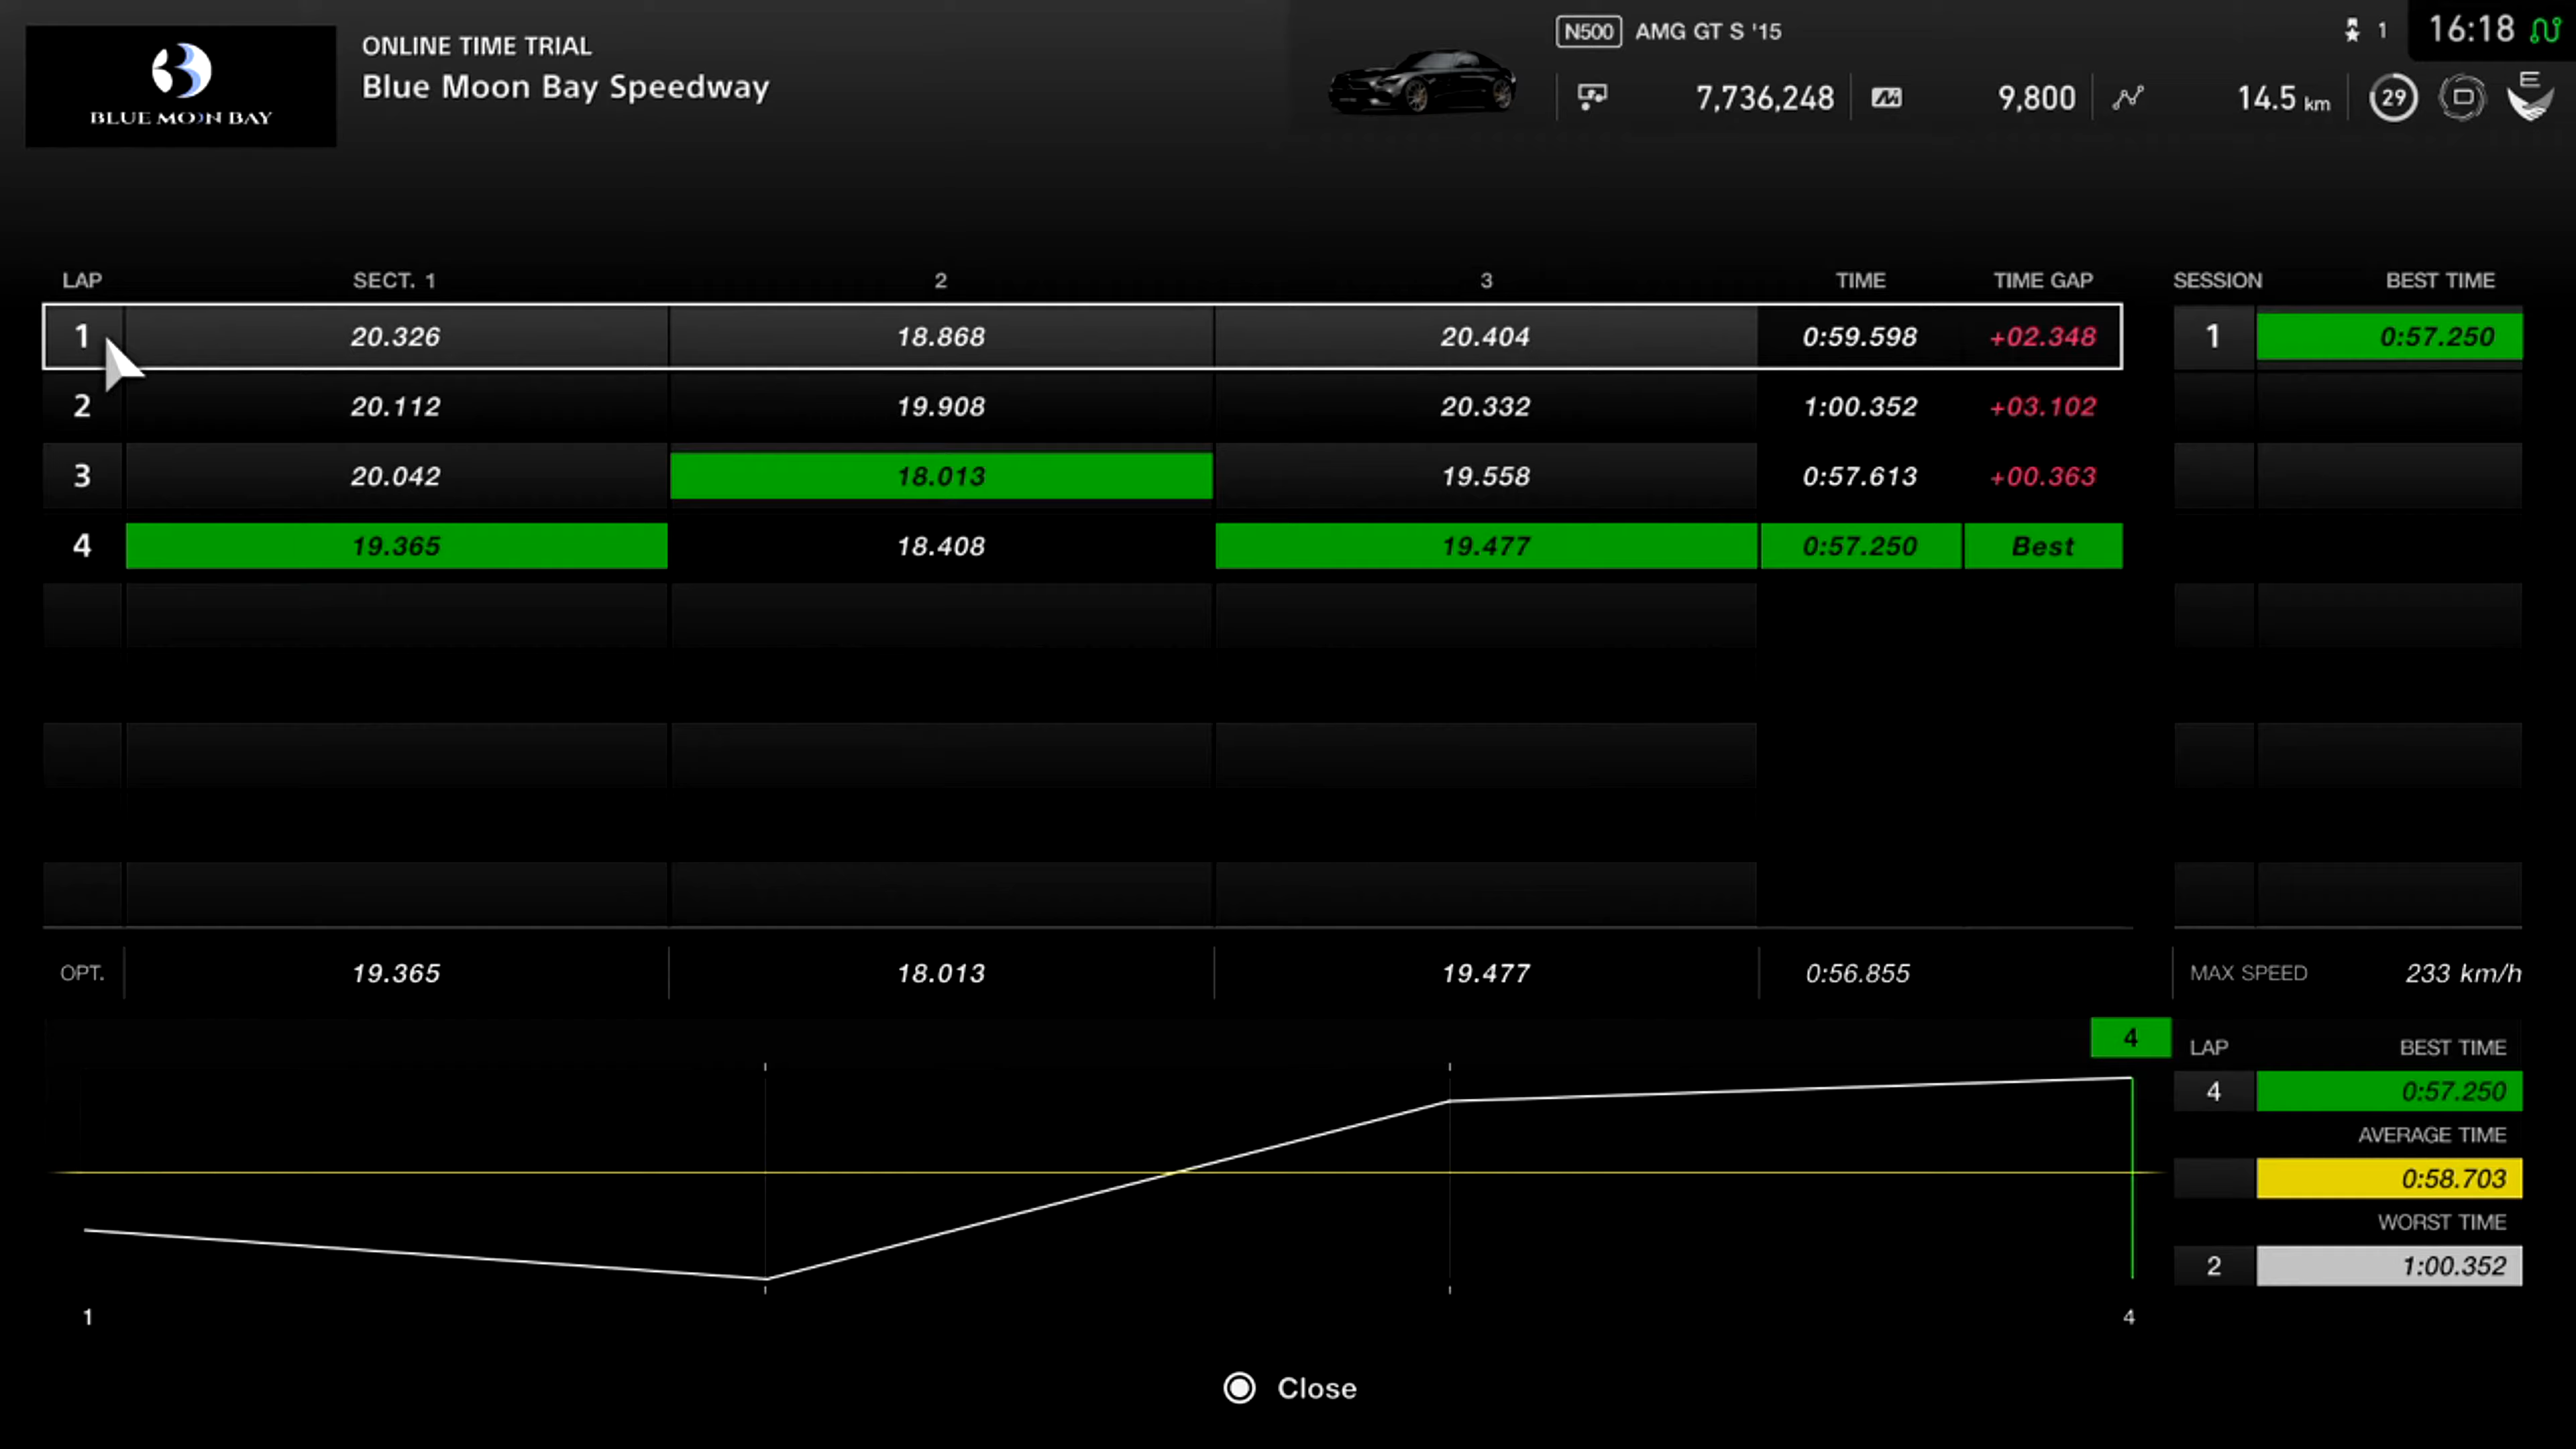 BLUE MOON BAY
ONLINE TIME TRIAL
Blue Moon Bay Speedway
N500 AMG GT S '15
1 16:18
7,736,248 9,800 14.5 km 29 D E
LAP SECT. 1 2 3 TIME TIME GAP SESSION BEST TIME
1 20.326 18.868 20.404 0:59.598 +02.348 1 0:57.250
2 20.112 19.908 20.332 1:00.352 +03.102
3 20.042 18.013 19.558 0:57.613 +00.363
4 19.365 18.408 19.477 0:57.250 Best
OPT. 19.365 18.013 19.477 0:56.855 MAX SPEED 233 km/h
4
LAP BEST TIME
4 0:57.250
AVERAGE TIME
0:58.703
WORST TIME
2 1:00.352
1 4
Close